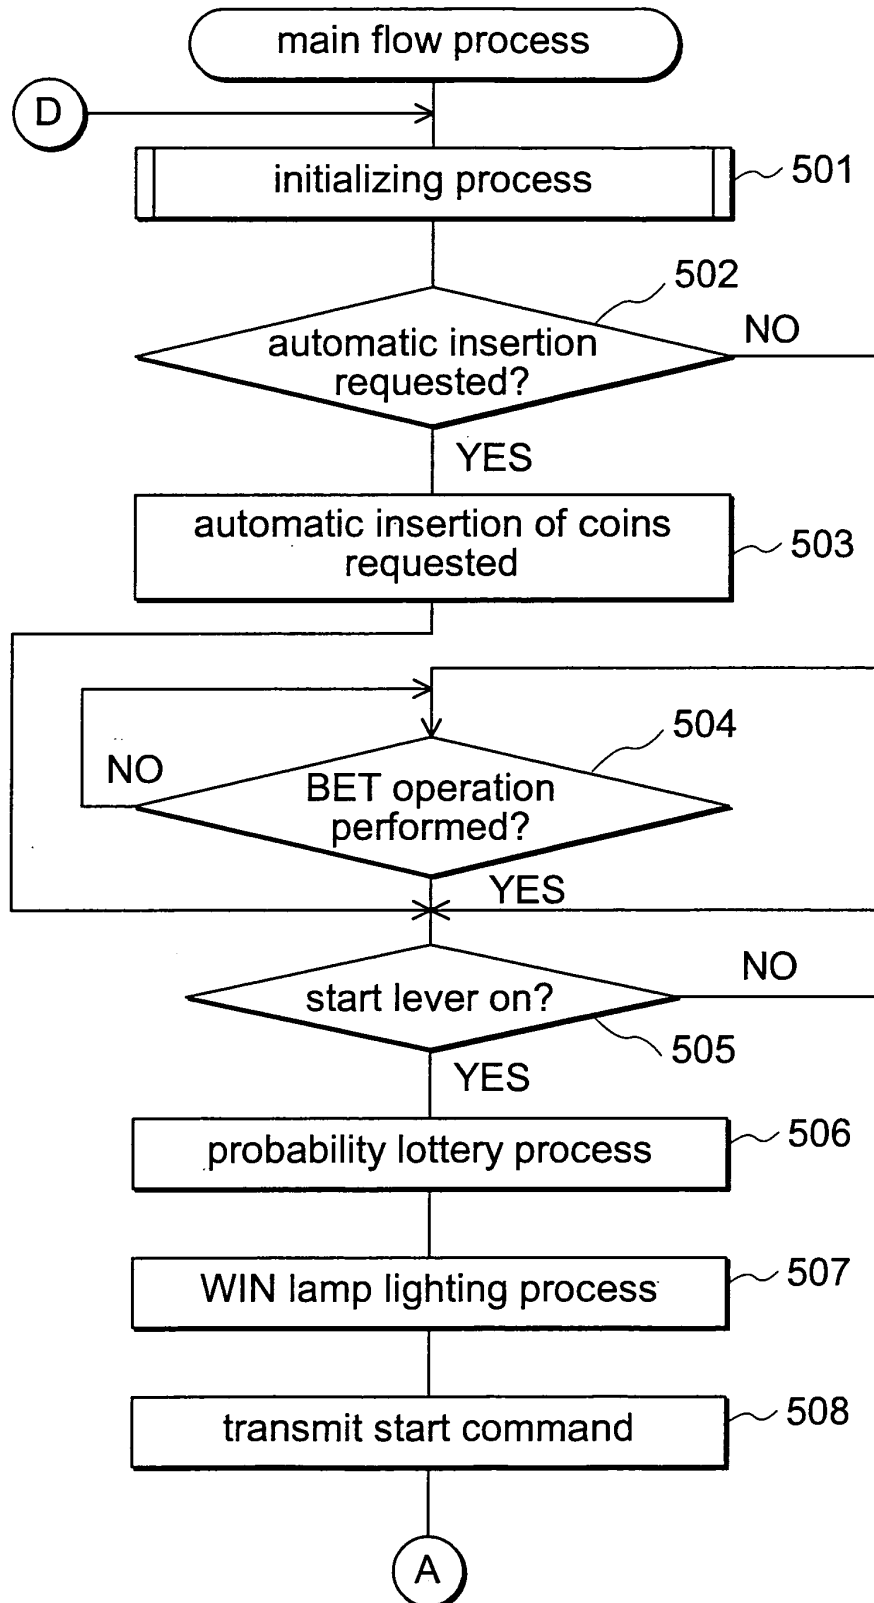 main flow process
D
initializing process
501
502
automatic insertion
requested?
NO
YES
automatic insertion of coins
requested
503
504
NO
BET operation
performed?
YES
start lever on?
NO
505
YES
probability lottery process
506
WIN lamp lighting process
507
transmit start command
508
A